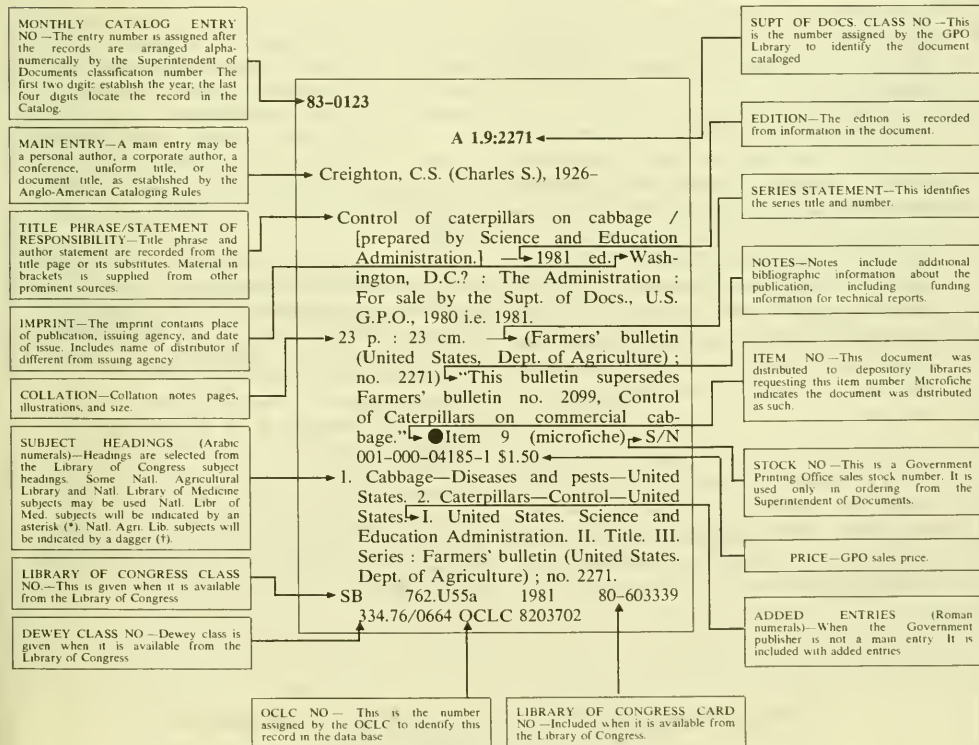 MONTHLY CATALOG ENTRY
NO —The entry number is assigned after
the records are arranged alpha-
numerically by the Superintendent of
Documents classification number The
first two digits establish the year; the last
four digits locate the record in the
Catalog.
MAIN ENTRY—A main entry may be
a personal author, a corporate author, a
conference, uniform title, or the
document title, as established by the
Anglo-American Cataloging Rules
TITLE PHRASE/STATEMENT OF
RESPONSIBILITY—Title phrase and
author statement are recorded from the
title page or its substitutes. Material in
brackets is supplied from other
prominent sources.
IMPRINT—The imprint contains place
of publication, issuing agency, and date
of issue. Includes name of distributor if
different from issuing agency
COLLATION—Collation notes pages,
illustrations, and size.
SUBJECT HEADINGS (Arabic
numerals)—Headings are selected from
the Library of Congress subject
headings. Some Natl. Agricultural
Library and Natl. Library of Medicine
subjects may be used Natl. Libr of
Med. subjects will be indicated by an
asterisk (*). Natl. Agri. Lib. subjects will
be indicated by a dagger (†).
LIBRARY OF CONGRESS CLASS
NO.—This is given when it is available
from the Library of Congress
DEWEY CLASS NO —Dewey class is
given when it is available from the
Library of Congress
83-0123
A 1.9:2271
Creighton, C.S. (Charles S.), 1926–
Control of caterpillars on cabbage /
[prepared by Science and Education
Administration.] — 1981 ed. Wash-
ington, D.C.? : The Administration :
For sale by the Supt. of Docs., U.S.
G.P.O., 1980 i.e. 1981.
23 p. : 23 cm. — (Farmers' bulletin
(United States, Dept. of Agriculture) ;
no. 2271) "This bulletin supersedes
Farmers' bulletin no. 2099, Control
of Caterpillars on commercial cab-
bage." ●Item 9 (microfiche) S/N
001-000-04185-1 $1.50
1. Cabbage—Diseases and pests—United
States. 2. Caterpillars—Control—United
States. I. United States. Science and
Education Administration. II. Title. III.
Series : Farmers' bulletin (United States.
Dept. of Agriculture) ; no. 2271.
SB 762.U55a 1981 80-603339
334.76/0664 OCLC 8203702
SUPT OF DOCS. CLASS NO —This
is the number assigned by the GPO
Library to identify the document
cataloged
EDITION—The edition is recorded
from information in the document.
SERIES STATEMENT—This identifies
the series title and number.
NOTES—Notes include additional
bibliographic information about the
publication, including funding
information for technical reports.
ITEM NO —This document was
distributed to depository libraries
requesting this item number Microfiche
indicates the document was distributed
as such.
STOCK NO —This is a Government
Printing Office sales stock number. It is
used only in ordering from the
Superintendent of Documents.
PRICE—GPO sales price.
ADDED ENTRIES (Roman
numerals)—When the Government
publisher is not a main entry It is
included with added entries
OCLC NO — This is the number
assigned by the OCLC to identify this
record in the data base
LIBRARY OF CONGRESS CARD
NO —Included when it is available from
the Library of Congress.